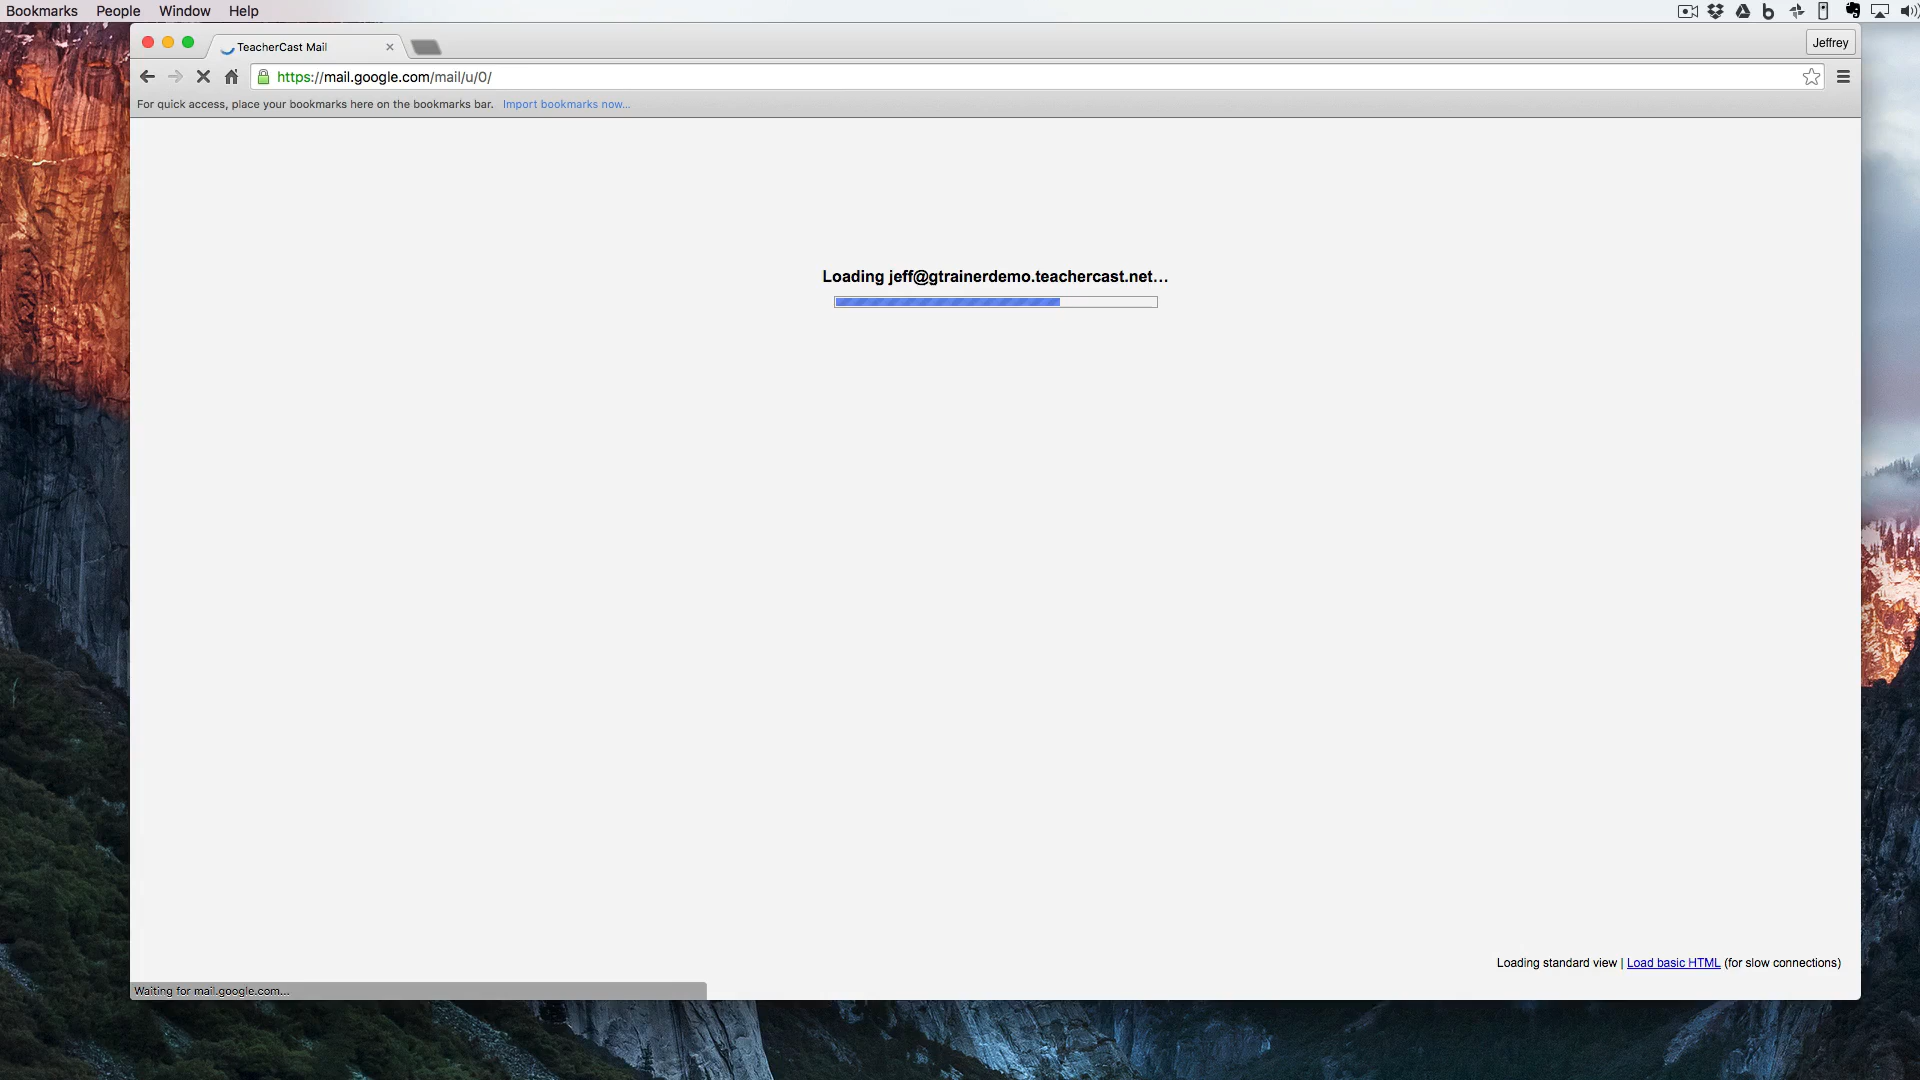 Bookmarks People Window Help
TeacherCast Mail
Jeffrey
https://mail.google.com/mail/u/0/
For quick access, place your bookmarks here on the bookmarks bar. Import bookmarks now...
Loading jeff@gtrainerdemo.teachercast.net…
Loading standard view | Load basic HTML (for slow connections)
Waiting for mail.google.com...